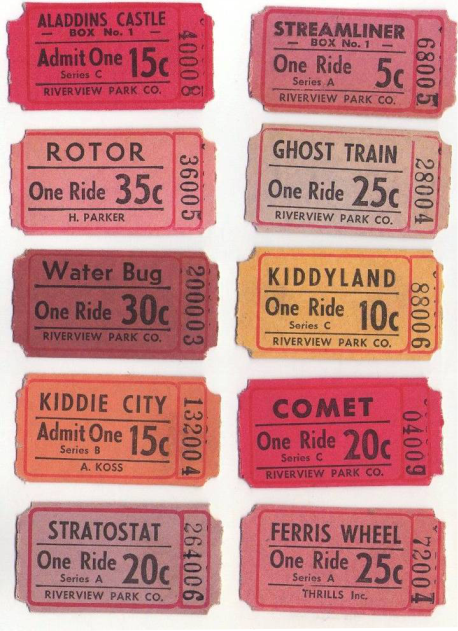 ALADDINS CASTLE
BOX No. 1
Admit One 15c
Series C
RIVERVIEW PARK CO.
40008
STREAMLINER
BOX No. 1
One Ride 5c
Series A
RIVERVIEW PARK CO.
68005
ROTOR
One Ride 35c
H. PARKER
36005
GHOST TRAIN
One Ride 25c
RIVERVIEW PARK CO.
28004
Water Bug
One Ride 30c
RIVERVIEW PARK CO.
200003
KIDDYLAND
One Ride 10c
Series C
RIVERVIEW PARK CO.
88006
KIDDIE CITY
Admit One 15c
Series B
A. KOSS
132004
COMET
One Ride 20c
Series C
RIVERVIEW PARK CO.
04009
STRATOSTAT
One Ride 20c
Series A
RIVERVIEW PARK CO.
264006
FERRIS WHEEL
One Ride 25c
Series A
THRILLS Inc.
72004